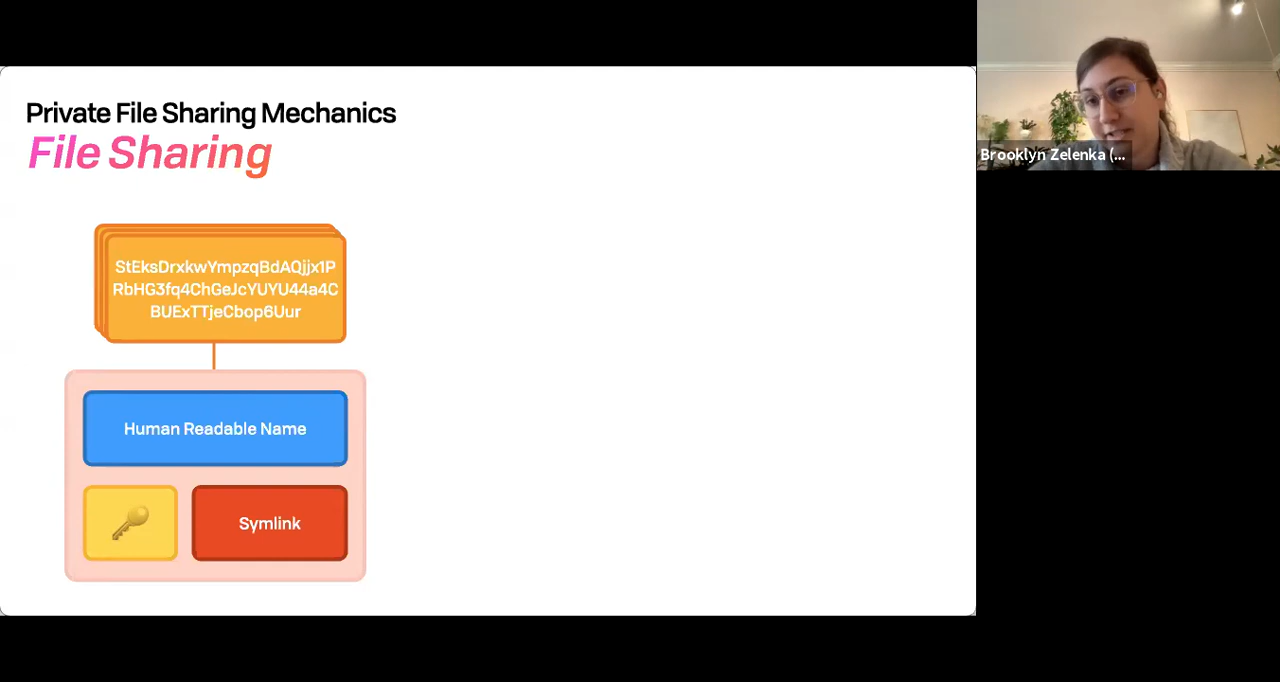 Private File Sharing Mechanics
File Sharing
StEksDrxkwYmpzqBdAQjjx1P
RbHG3fq4ChGeJcYUYU44a4C
BUExTTjeCbop6Uur
Human Readable Name
Symlink
Brooklyn Zelenka (...